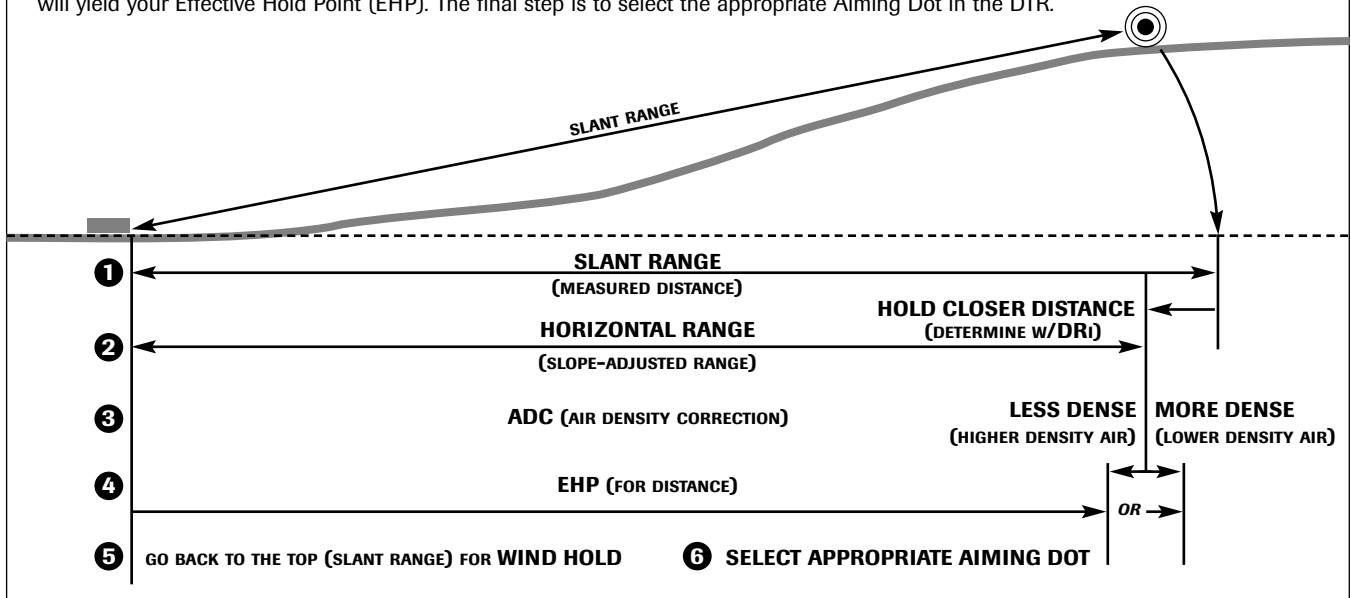 will yield your Effective Hold Point (EHP). The final step is to select the appropriate Aiming Dot in the DTR.
SLANT RANGE
1 SLANT RANGE
(MEASURED DISTANCE)
HOLD CLOSER DISTANCE
(DETERMINE W/DRI)
2 HORIZONTAL RANGE
(SLOPE-ADJUSTED RANGE)
3 ADC (AIR DENSITY CORRECTION)
LESS DENSE
(HIGHER DENSITY AIR)
MORE DENSE
(LOWER DENSITY AIR)
4 EHP (FOR DISTANCE)
OR
5 GO BACK TO THE TOP (SLANT RANGE) FOR WIND HOLD
6 SELECT APPROPRIATE AIMING DOT